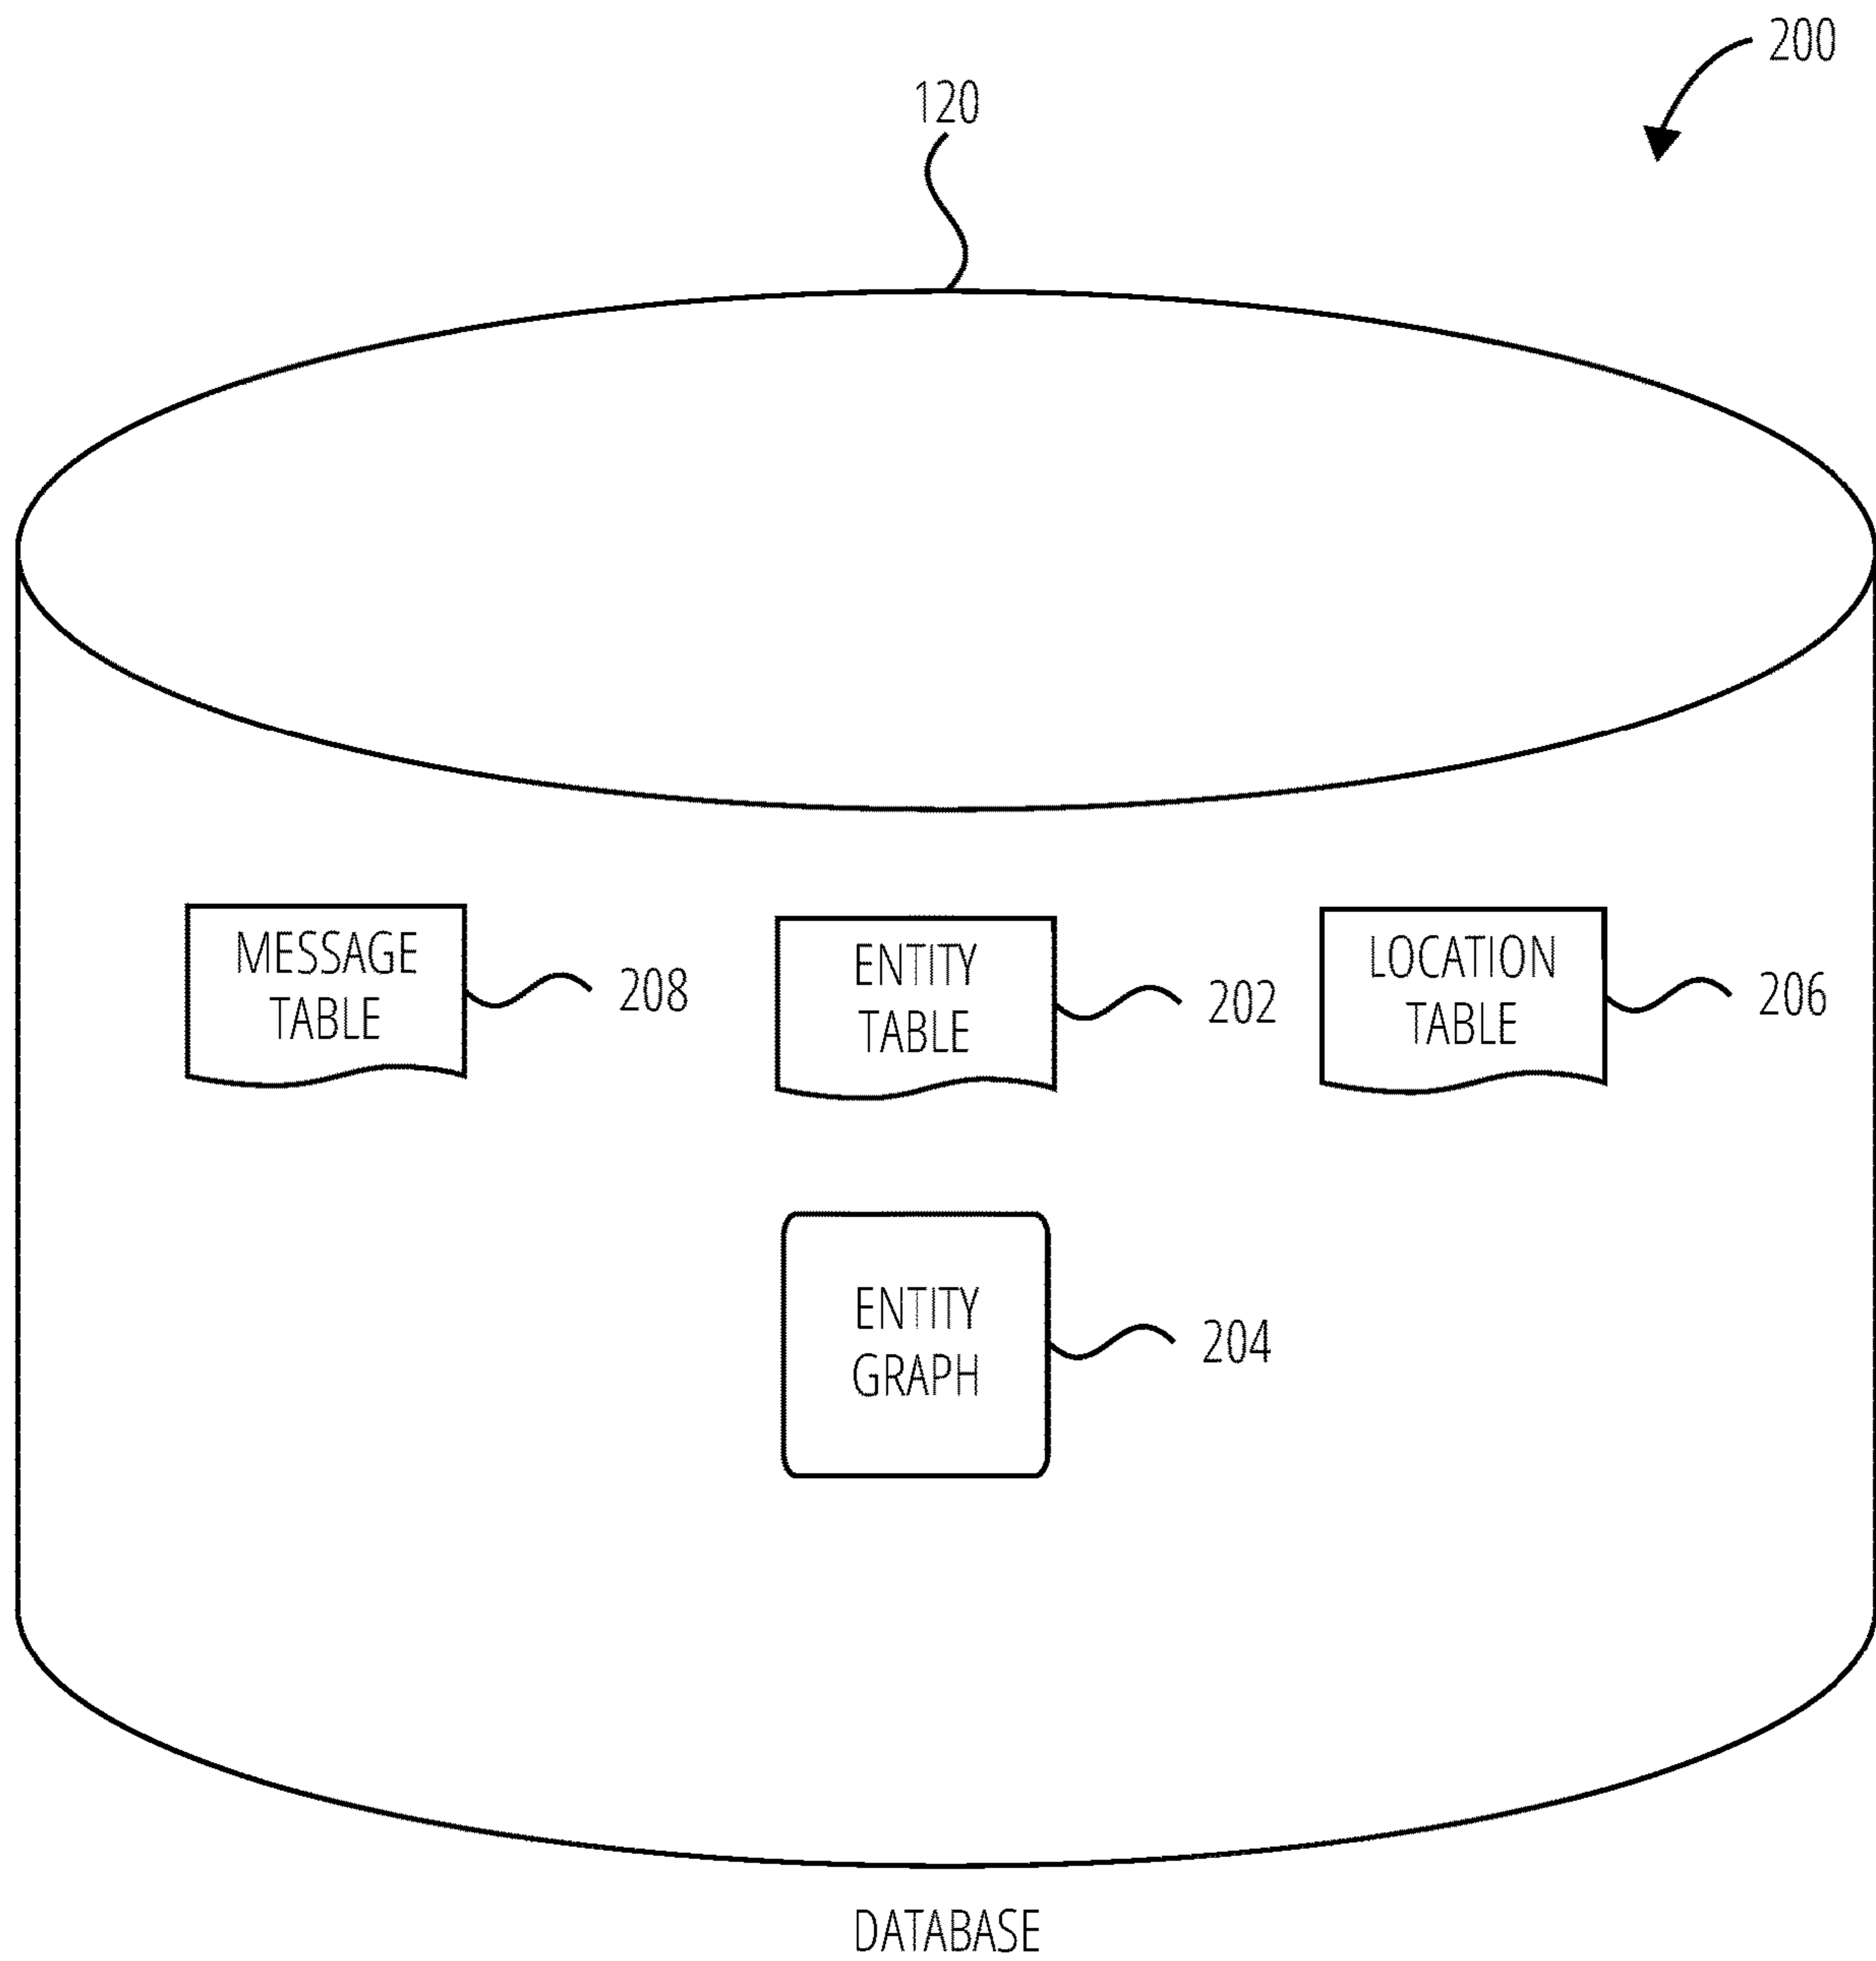 200
120
MESSAGE
TABLE
208
ENTITY
TABLE
202
LOCATION
TABLE
206
ENTITY
GRAPH
204
DATABASE